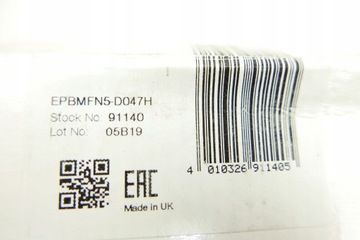 EPBMFN5-D047H
Stock No: 91140
Lot No: 05B19
4 010326 911405
EAC
Made in UK